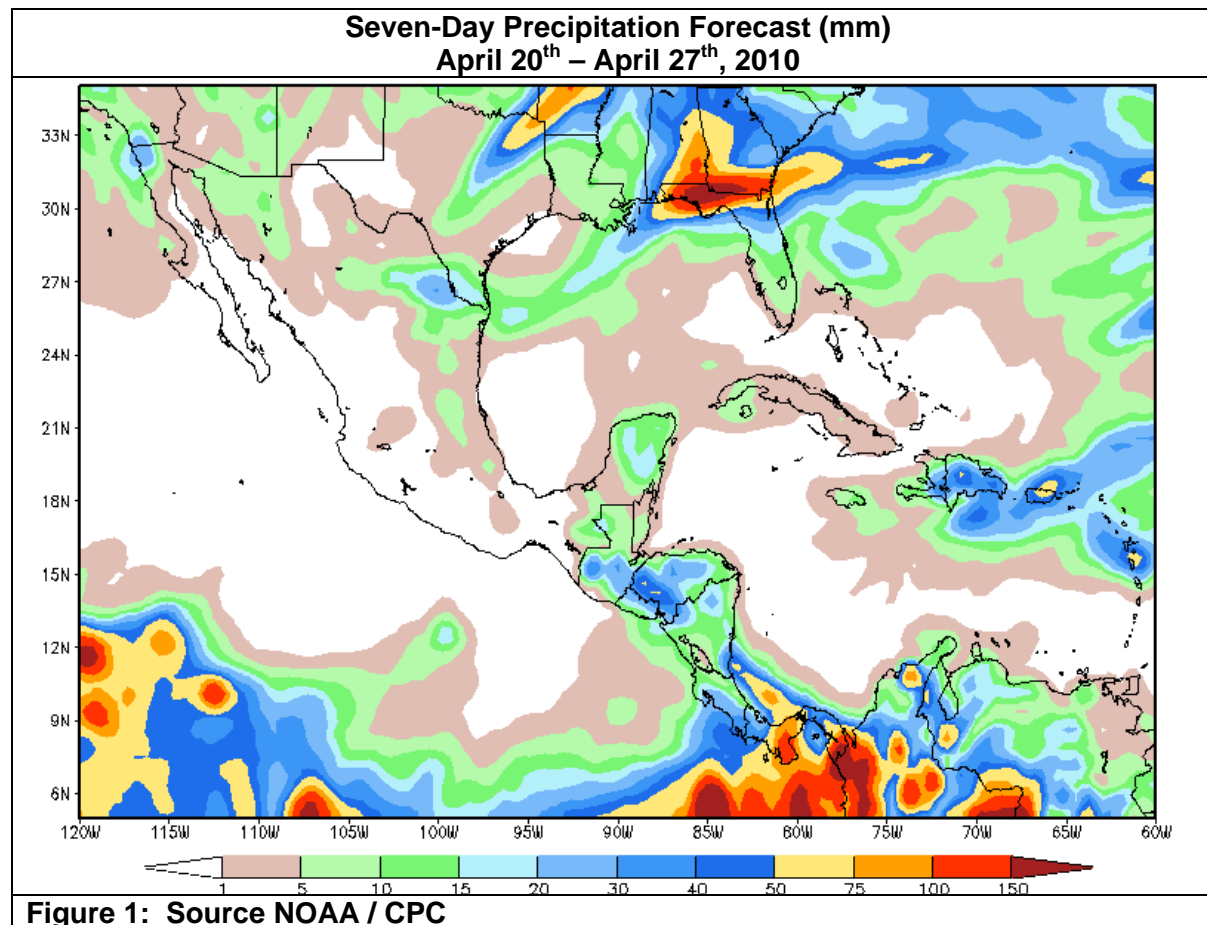 Seven-Day Precipitation Forecast (mm)
April 20th – April 27th, 2010
33N
30N
27N
24N
21N
18N
15N
12N
9N
6N
120W 115W 110W 105W 100W 95W 90W 85W 80W 75W 70W 65W 60W
1 5 10 15 20 30 40 50 75 100 150
Figure 1: Source NOAA / CPC